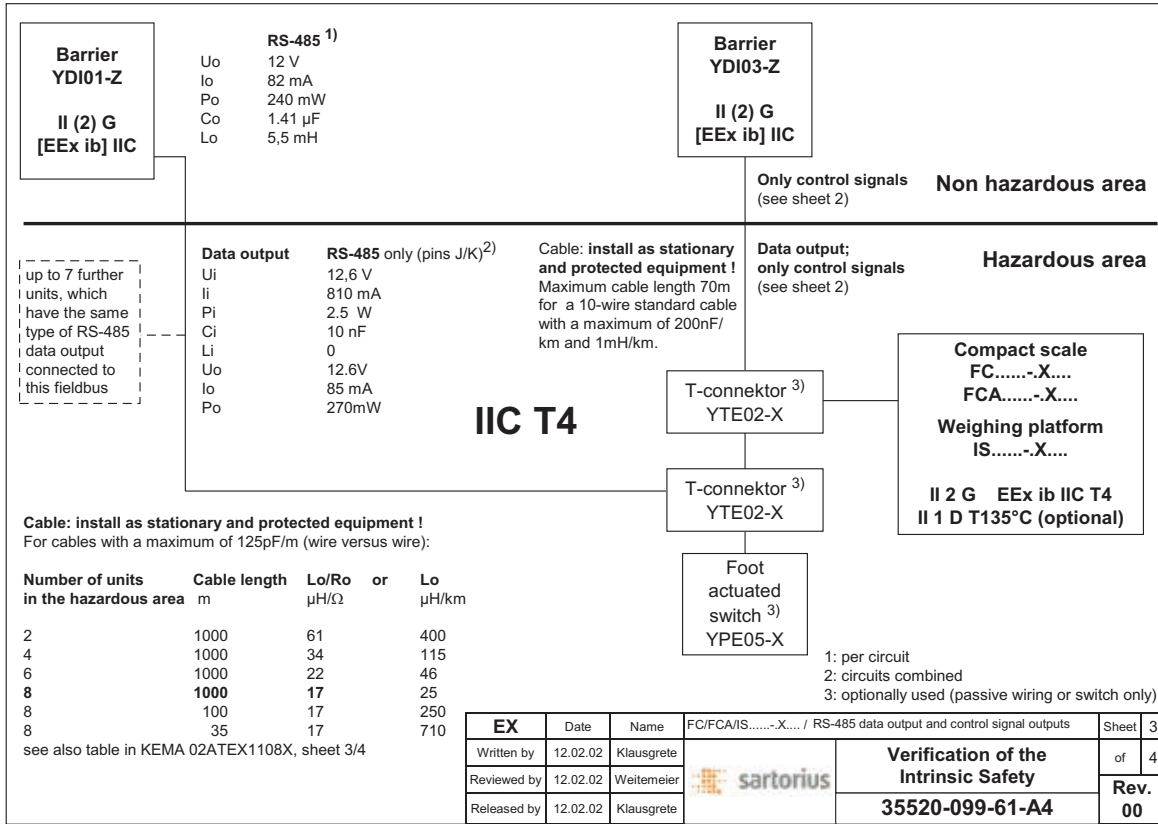 Barrier
YDI01-Z
II (2) G
[EEx ib] IIC
RS-485 1)
Uo 12 V
Io 82 mA
Po 240 mW
Co 1.41 µF
Lo 5,5 mH
Barrier
YDI03-Z
II (2) G
[EEx ib] IIC
Only control signals
(see sheet 2)
Non hazardous area
up to 7 further
units, which
have the same
type of RS-485
data output
connected to
this fieldbus
Data output RS-485 only (pins J/K)2)
Ui 12,6 V
Ii 810 mA
Pi 2.5 W
Ci 10 nF
Li 0
Uo 12.6V
Io 85 mA
Po 270mW
Cable: install as stationary
and protected equipment !
Maximum cable length 70m
for a 10-wire standard cable
with a maximum of 200nF/
km and 1mH/km.
Data output;
only control signals
(see sheet 2)
Hazardous area
IIC T4
T-connektor 3)
YTE02-X
T-connektor 3)
YTE02-X
Foot
actuated
switch 3)
YPE05-X
Compact scale
FC......-.X....
FCA......-.X....
Weighing platform
IS......-.X....
II 2 G EEx ib IIC T4
II 1 D T135°C (optional)
Cable: install as stationary and protected equipment !
For cables with a maximum of 125pF/m (wire versus wire):
Number of units Cable length Lo/Ro or Lo
in the hazardous area m µH/Ω µH/km
2 1000 61 400
4 1000 34 115
6 1000 22 46
8 1000 17 25
8 100 17 250
8 35 17 710
see also table in KEMA 02ATEX1108X, sheet 3/4
1: per circuit
2: circuits combined
3: optionally used (passive wiring or switch only)
EX Date Name FC/FCA/IS......-.X.... / RS-485 data output and control signal outputs Sheet 3
Written by 12.02.02 Klausgrete
Reviewed by 12.02.02 Weitemeier
Released by 12.02.02 Klausgrete
sartorius
Verification of the
Intrinsic Safety
35520-099-61-A4
of 4
Rev.
00